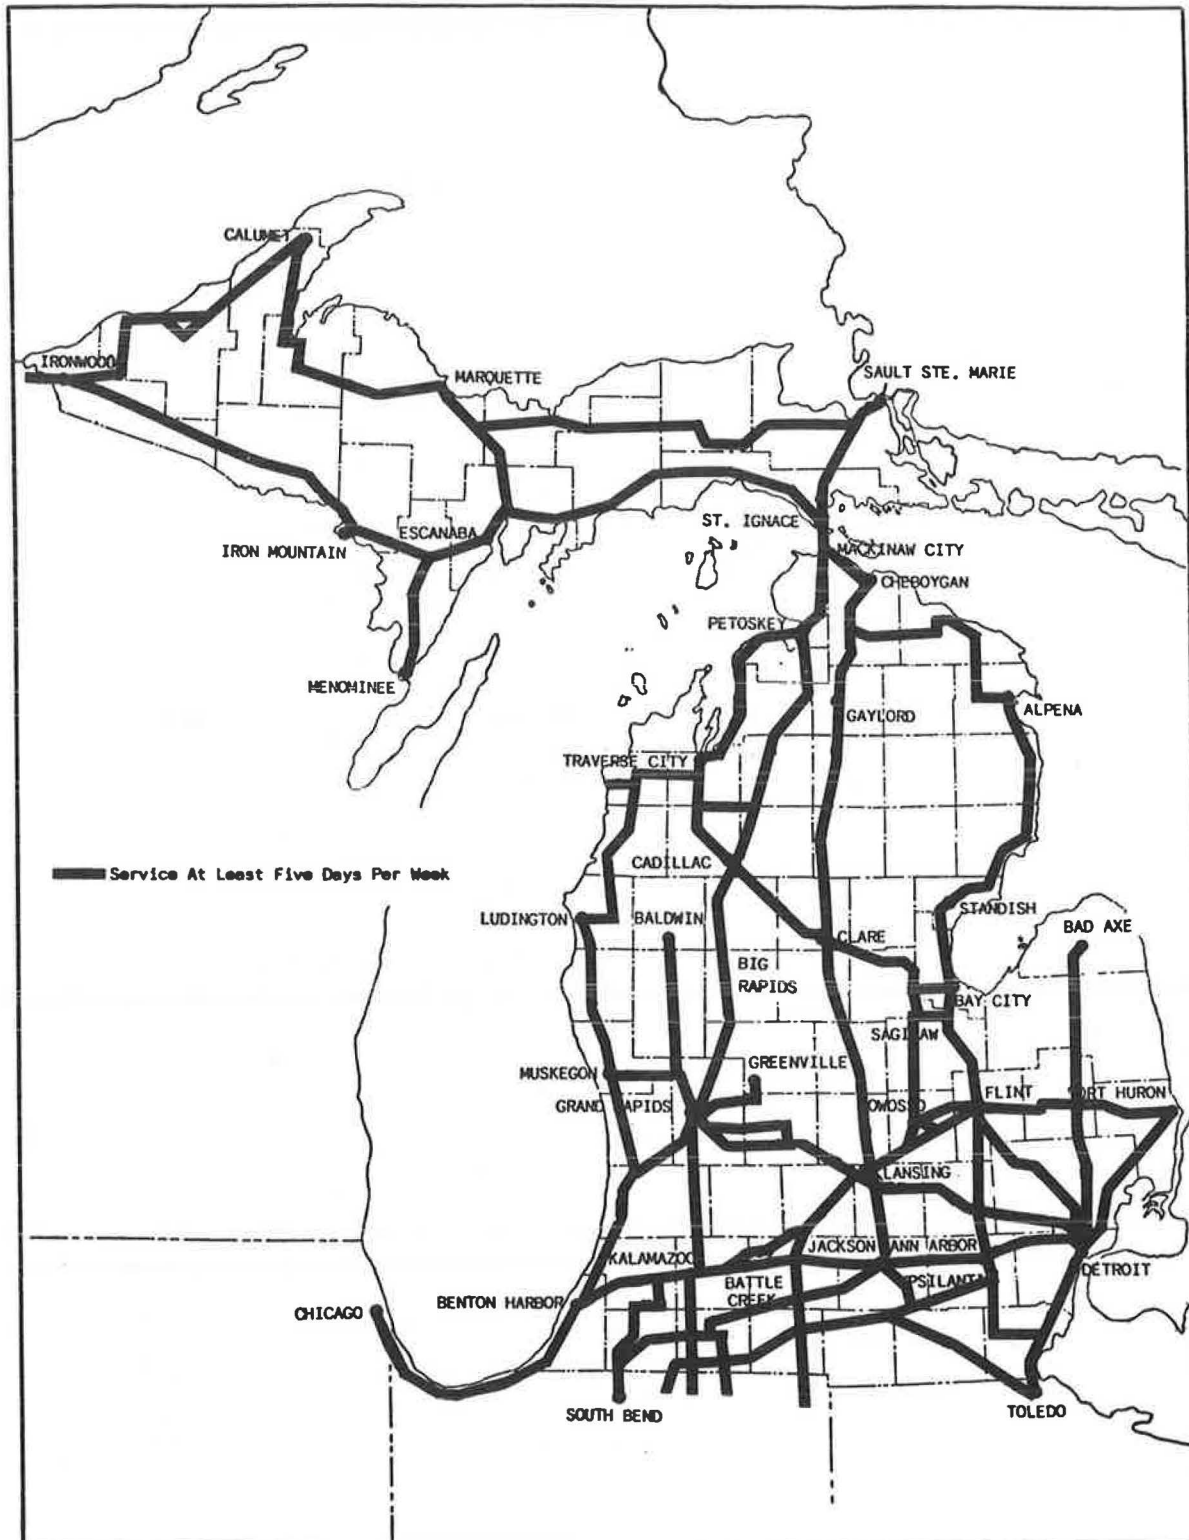 CALUMET
IRONWOOD
MARQUETTE
SAULT STE. MARIE
ST. IGNACE
ESCANABA
IRON MOUNTAIN
MACKINAW CITY
CHEBOYGAN
PETOSKEY
MENOMINEE
GAYLORD
ALPENA
TRAVERSE CITY
CADILLAC
Service At Least Five Days Per Week
LUDINGTON
BALDWIN
STANDISH
BAD AXE
CLARE
BIG
RAPIDS
BAY CITY
SAGINAW
GREENVILLE
MUSKEGON
GRAND RAPIDS
OWOSSO
FLINT
PORT HURON
LANSING
KALAMAZOO
JACKSON
ANN ARBOR
DETROIT
BATTLE
CREEK
YPSILANTI
BENTON HARBOR
CHICAGO
SOUTH BEND
TOLEDO